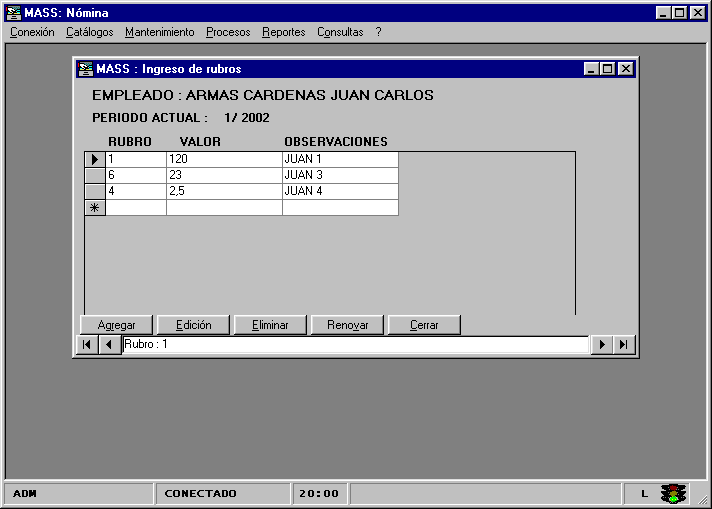 MASS: Nómina
Conexión Catálogos Mantenimiento Procesos Reportes Consultas ?
MASS : Ingreso de rubros
EMPLEADO : ARMAS CARDENAS JUAN CARLOS
PERIODO ACTUAL : 1/ 2002
RUBRO VALOR OBSERVACIONES
1 120 JUAN 1
6 23 JUAN 3
4 2,5 JUAN 4
Agregar Edición Eliminar Renovar Cerrar
Rubro : 1
ADM CONECTADO 20:00 L